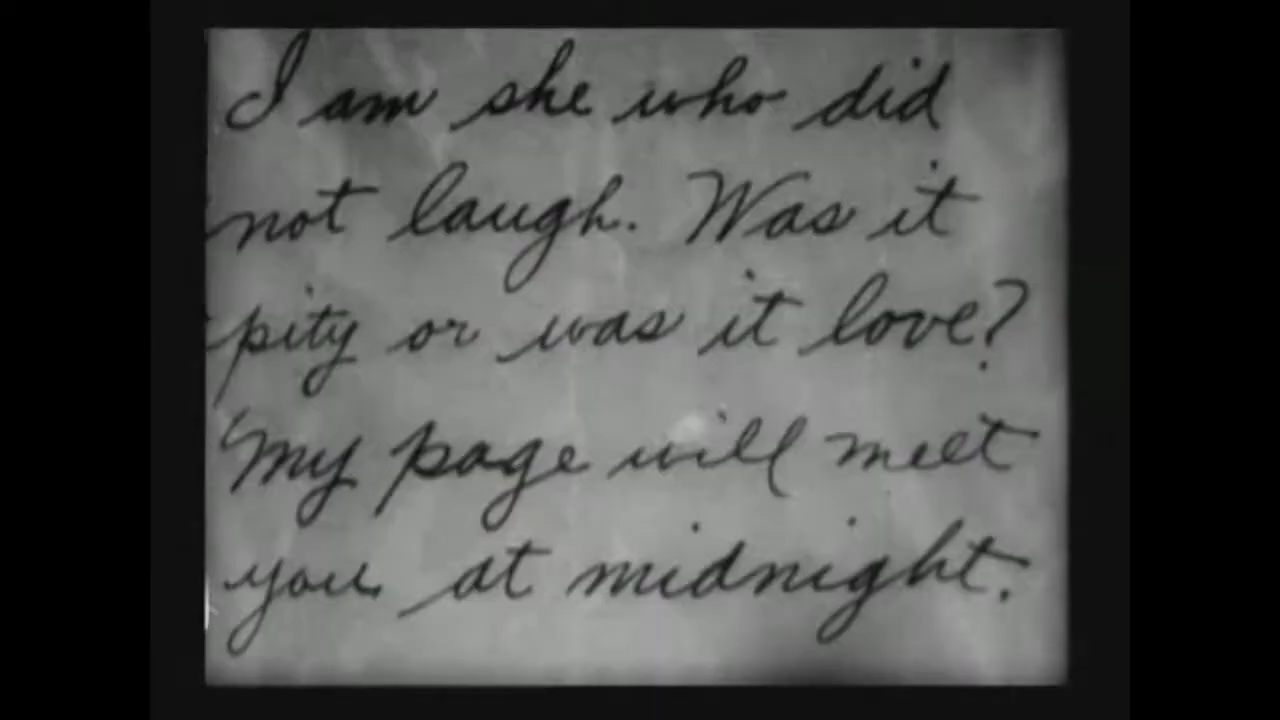 I am she who did
not laugh. Was it
pity or was it love?
My page will meet
you at midnight.